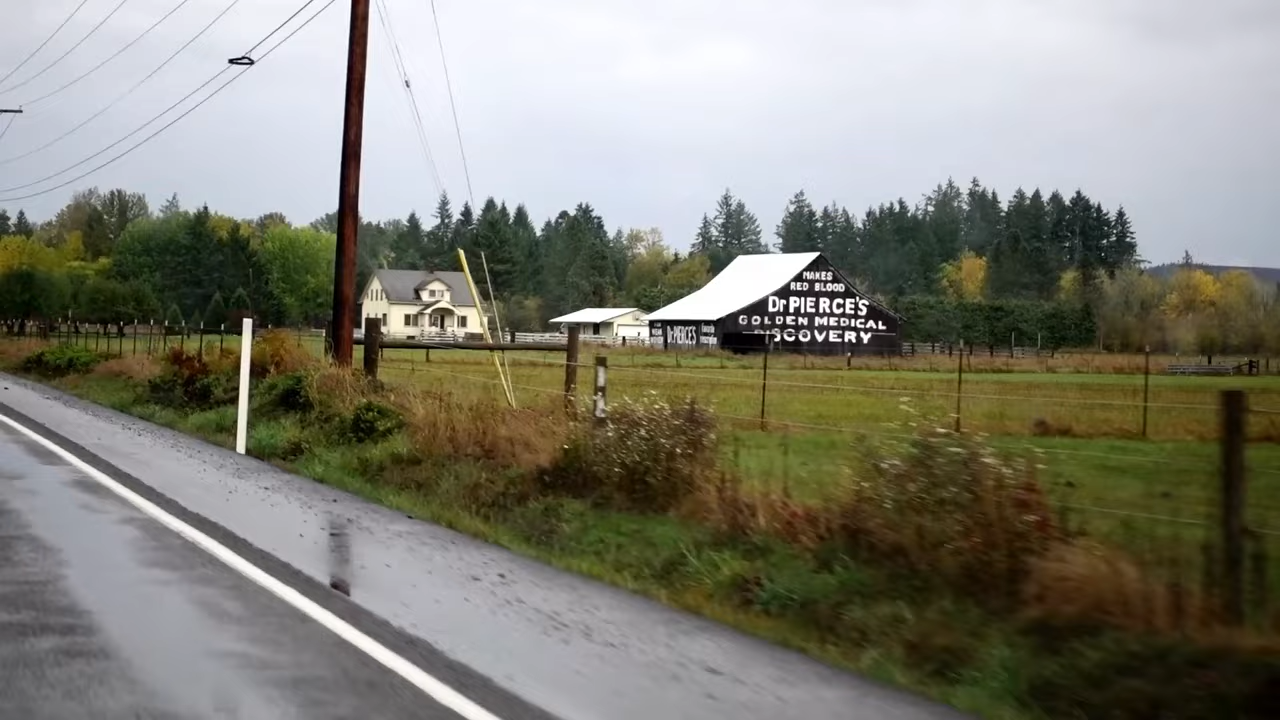 MAKES
RED BLOOD
DR PIERCE'S
GOLDEN MEDICAL
DISCOVERY
DR PIERCE'S